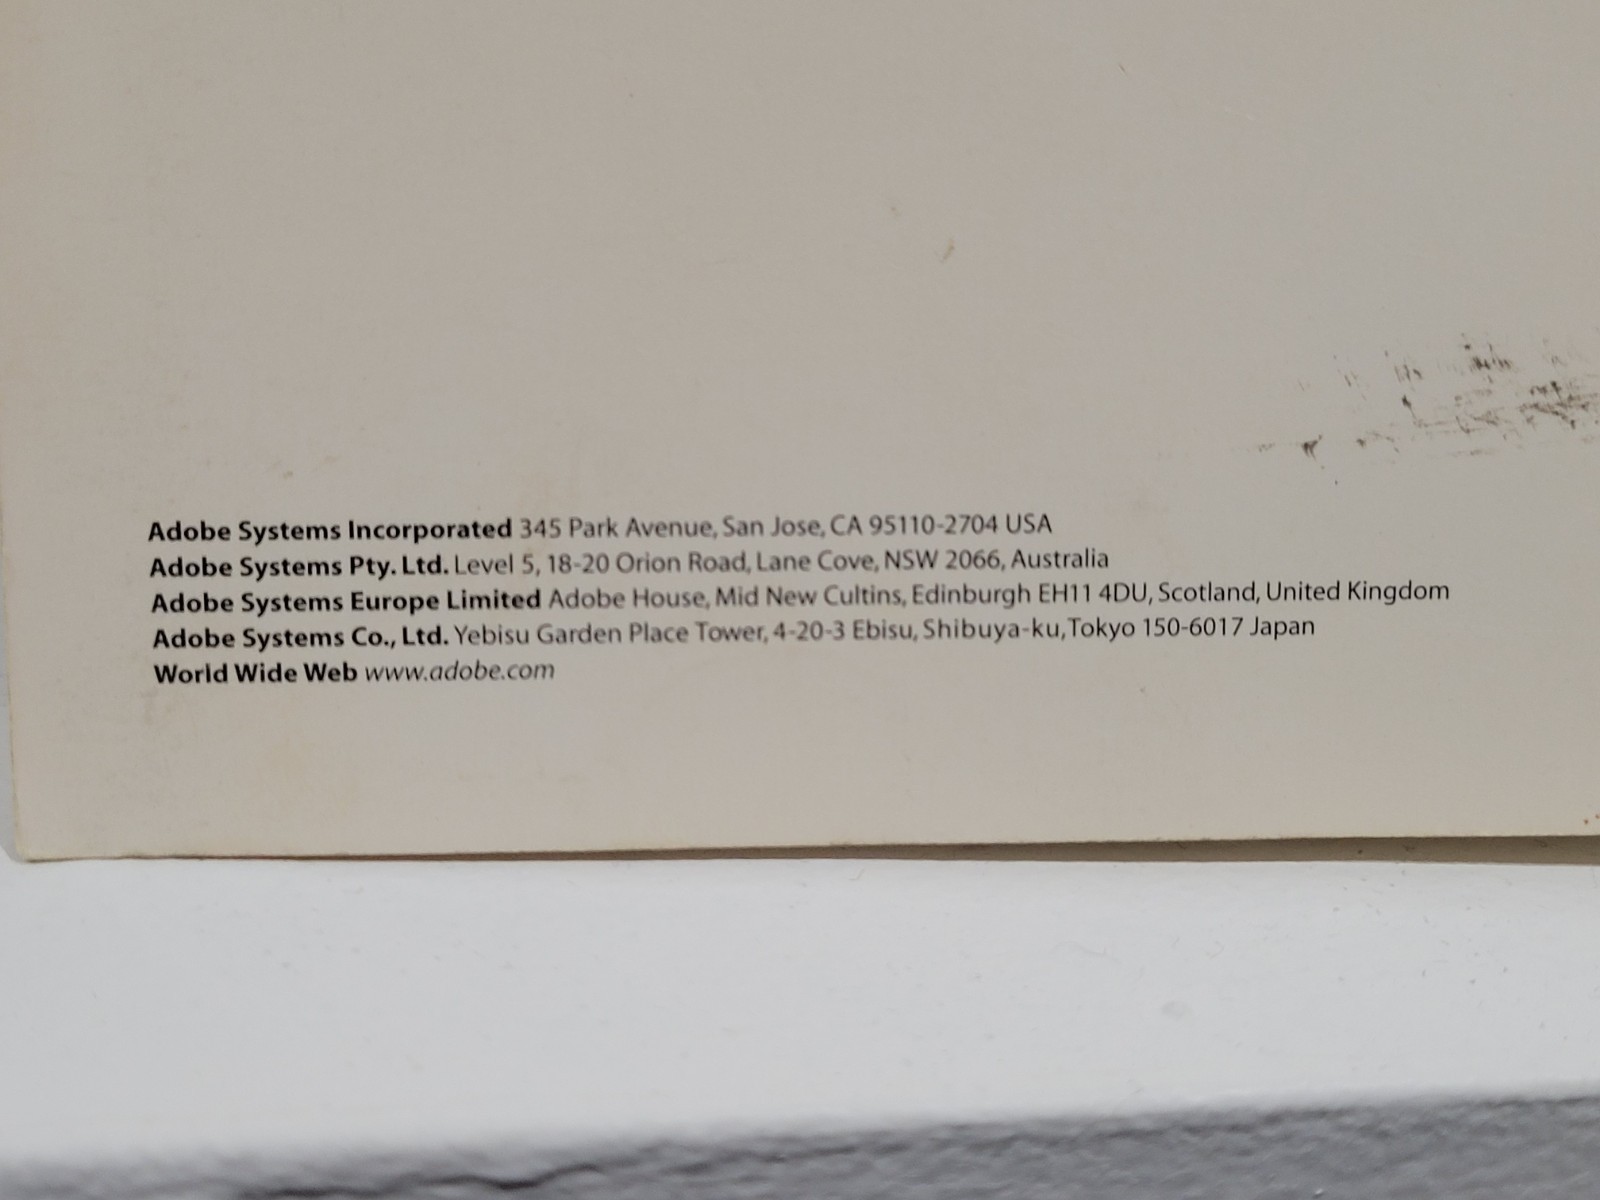 Adobe Systems Incorporated 345 Park Avenue, San Jose, CA 95110-2704 USA
Adobe Systems Pty. Ltd. Level 5, 18-20 Orion Road, Lane Cove, NSW 2066, Australia
Adobe Systems Europe Limited Adobe House, Mid New Cultins, Edinburgh EH11 4DU, Scotland, United Kingdom
Adobe Systems Co., Ltd. Yebisu Garden Place Tower, 4-20-3 Ebisu, Shibuya-ku, Tokyo 150-6017 Japan
World Wide Web www.adobe.com